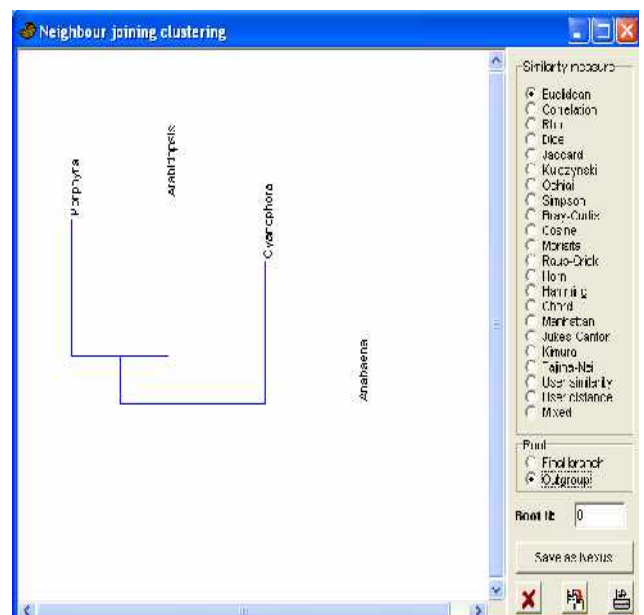 Neighbour joining clustering
Porphyra
Arabidopsis
Cyanophora
Anabaena
Similarity measure
Euclidean
Correlation
Rho
Dice
Jaccard
Kulczynski
Ochiai
Simpson
Bray-Curtis
Cosine
Morisita
Raup-Crick
Horn
Hamming
Chord
Manhattan
Jukes-Cantor
Kimura
Tajima-Nei
User similarity
User distance
Mixed
Root
Final branch
Outgroup
0
Save as Nexus